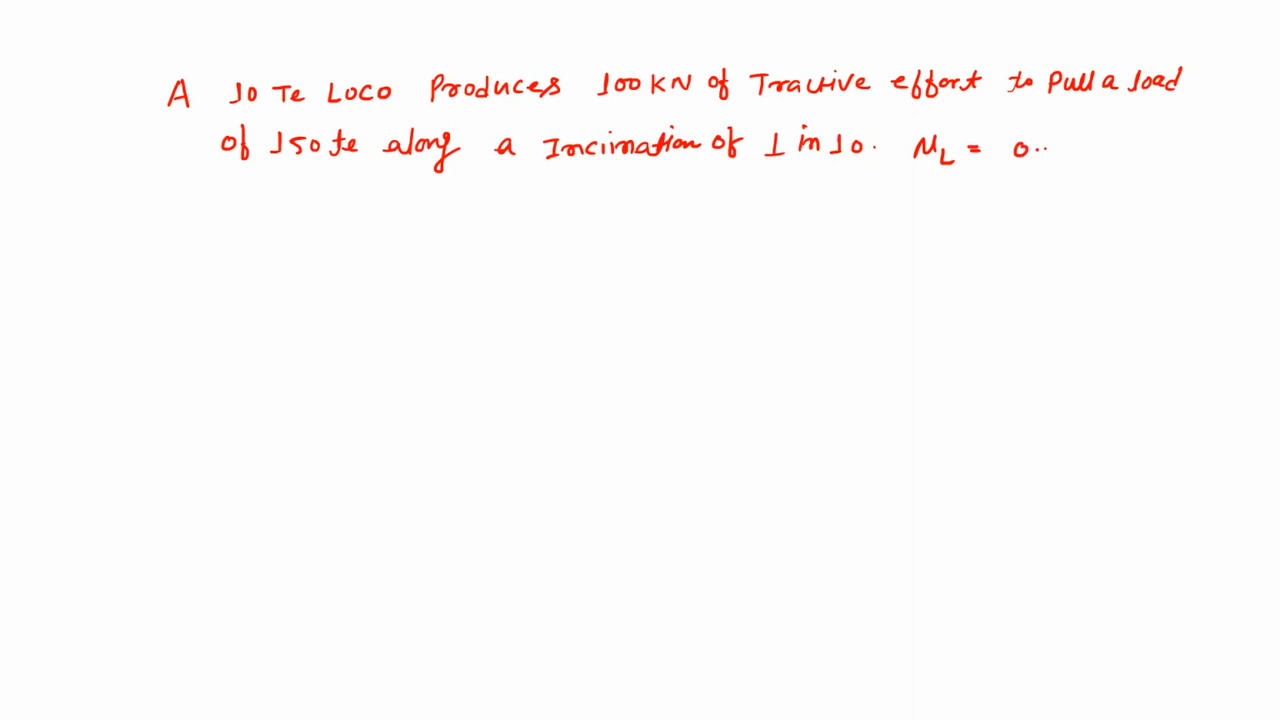 A 10 Te Loco Produces 100 KN of Tractive effort to Pull a load
of 150 te along a Incimation of 1 in 10. μL = 0..